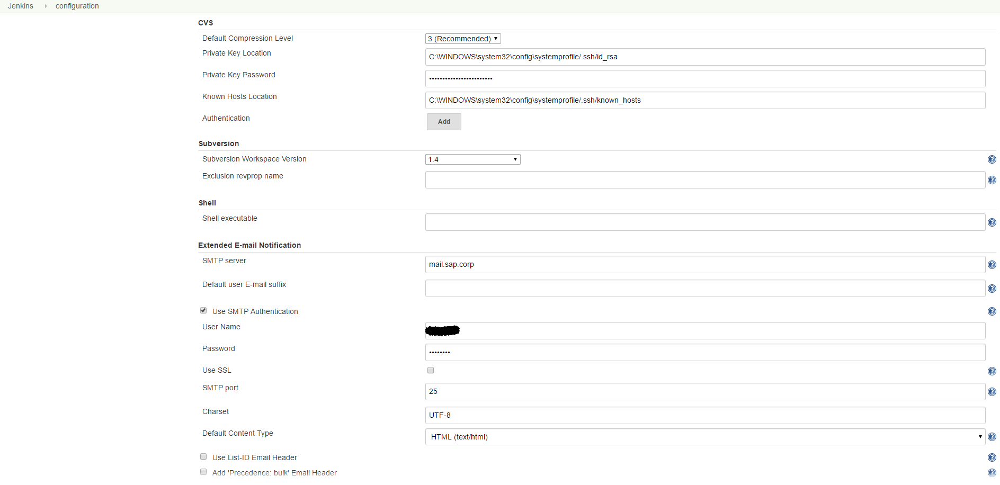 Jenkins configuration
CVS
Default Compression Level 3 (Recommended)
Private Key Location C:\WINDOWS\system32\config\systemprofile/.ssh/id_rsa
Private Key Password ••••••••••••••••••••••••
Known Hosts Location C:\WINDOWS\system32\config\systemprofile/.ssh/known_hosts
Authentication Add
Subversion
Subversion Workspace Version 1.4
Exclusion revprop name
Shell
Shell executable
Extended E-mail Notification
SMTP server mail.sap.corp
Default user E-mail suffix
Use SMTP Authentication
User Name
Password ••••••••
Use SSL
SMTP port 25
Charset UTF-8
Default Content Type HTML (text/html)
Use List-ID Email Header
Add 'Precedence: bulk' Email Header